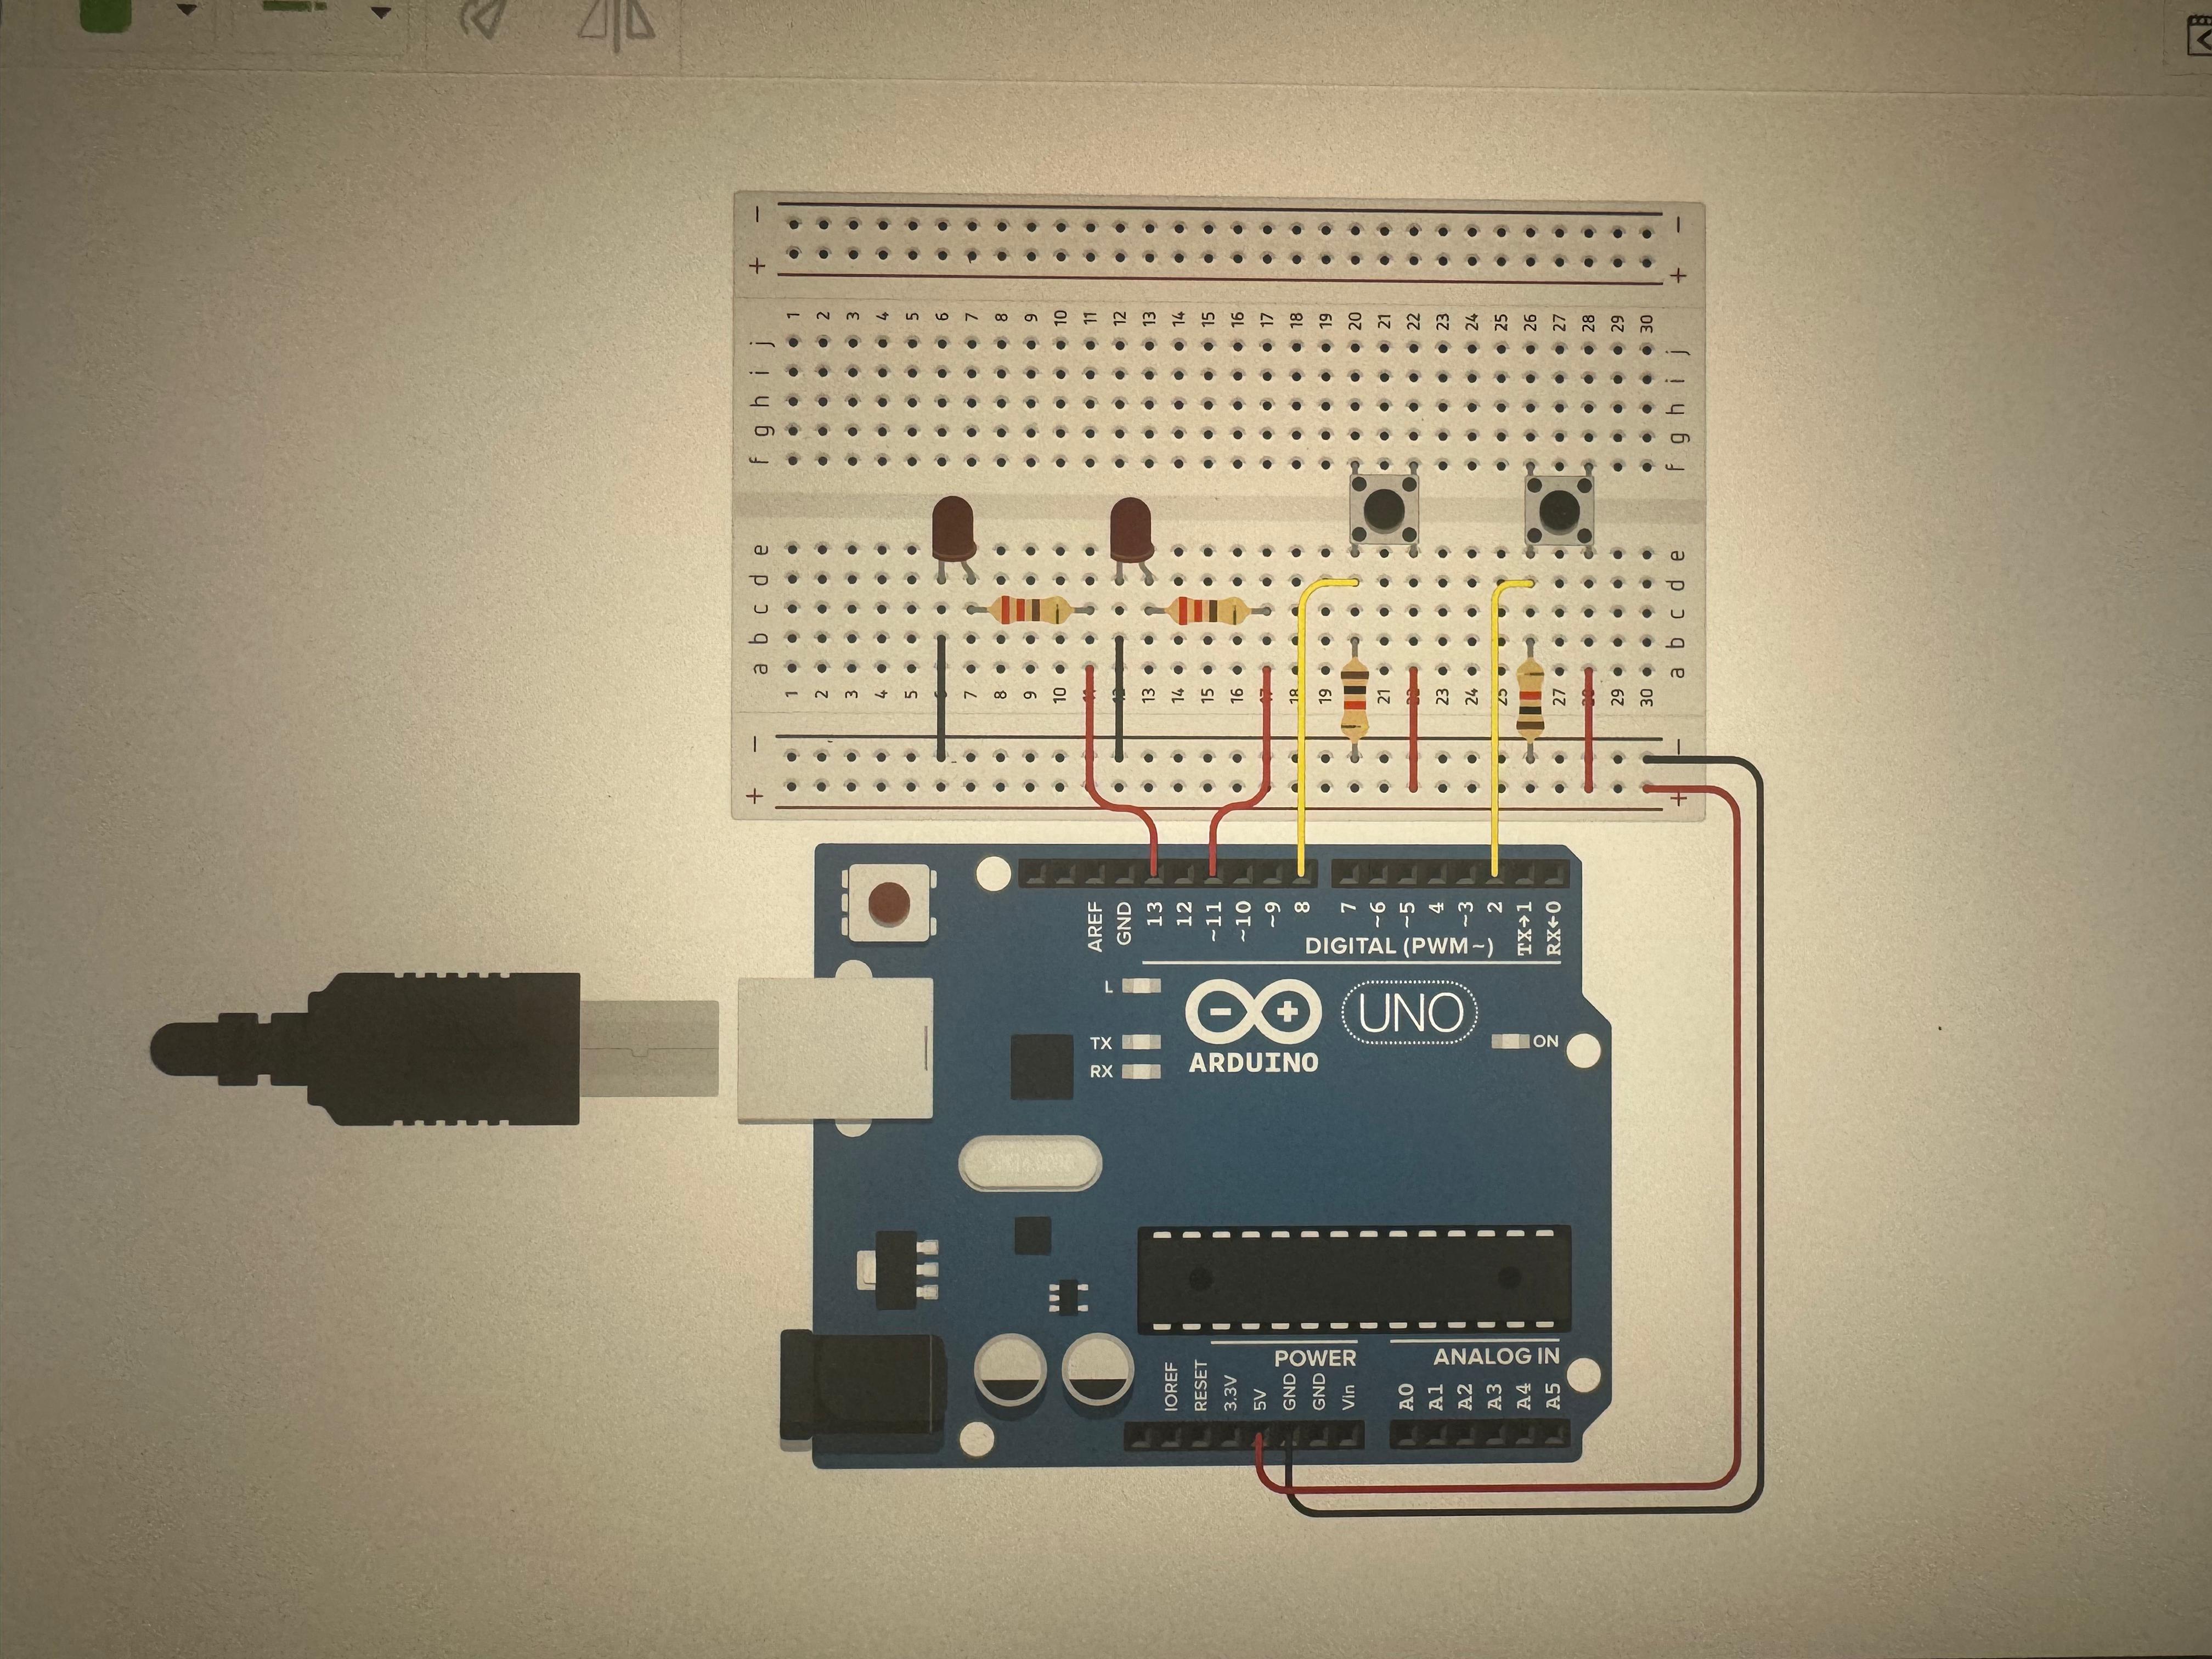 − −
+ +
1 2 3 4 5 6 7 8 9 10 11 12 13 14 15 16 17 18 19 20 21 22 23 24 25 26 27 28 29 30
j j
i i
h h
g g
f f
e e
d d
c c
b b
a a
1 2 3 4 5 6 7 8 9 10 11 12 13 14 15 16 17 18 19 21 22 23 24 25 27 28 29 30
− −
+ +
AREF GND 13 12 ~11 ~10 ~9 8 7 ~6 ~5 4 ~3 2 TX→1 RX←0
DIGITAL (PWM~)
L
UNO
TX ON
ARDUINO
RX
POWER ANALOG IN
IOREF RESET 3.3V 5V GND GND Vin A0 A1 A2 A3 A4 A5